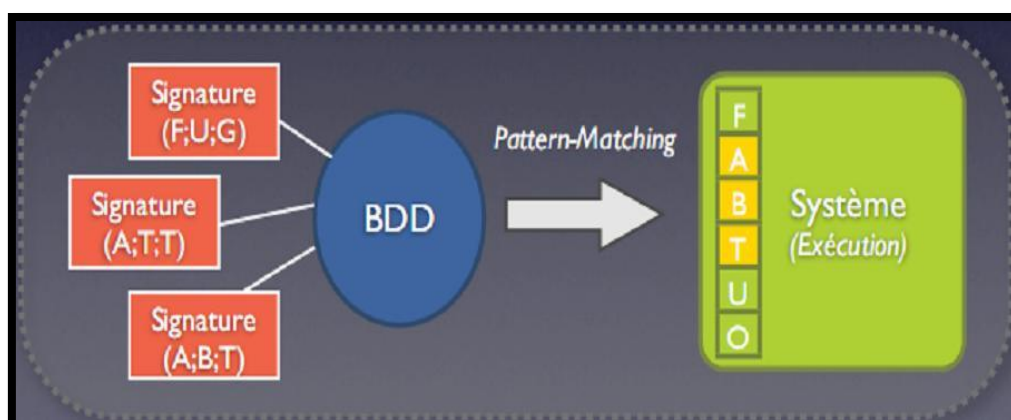 Signature
(F;U;G)
Signature
(A;T;T)
Signature
(A;B;T)
BDD
Pattern-Matching
F
A
B
T
U
O
Système
(Exécution)